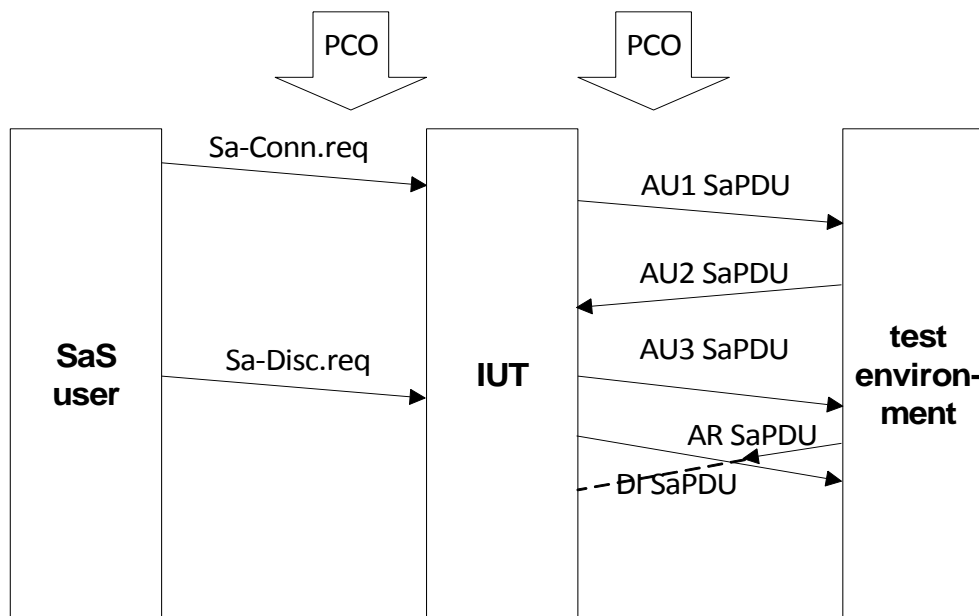 PCO
PCO
Sa-Conn.req
AU1 SaPDU
AU2 SaPDU
SaS
user
Sa-Disc.req
IUT
AU3 SaPDU
test
environ-
ment
AR SaPDU
DI SaPDU